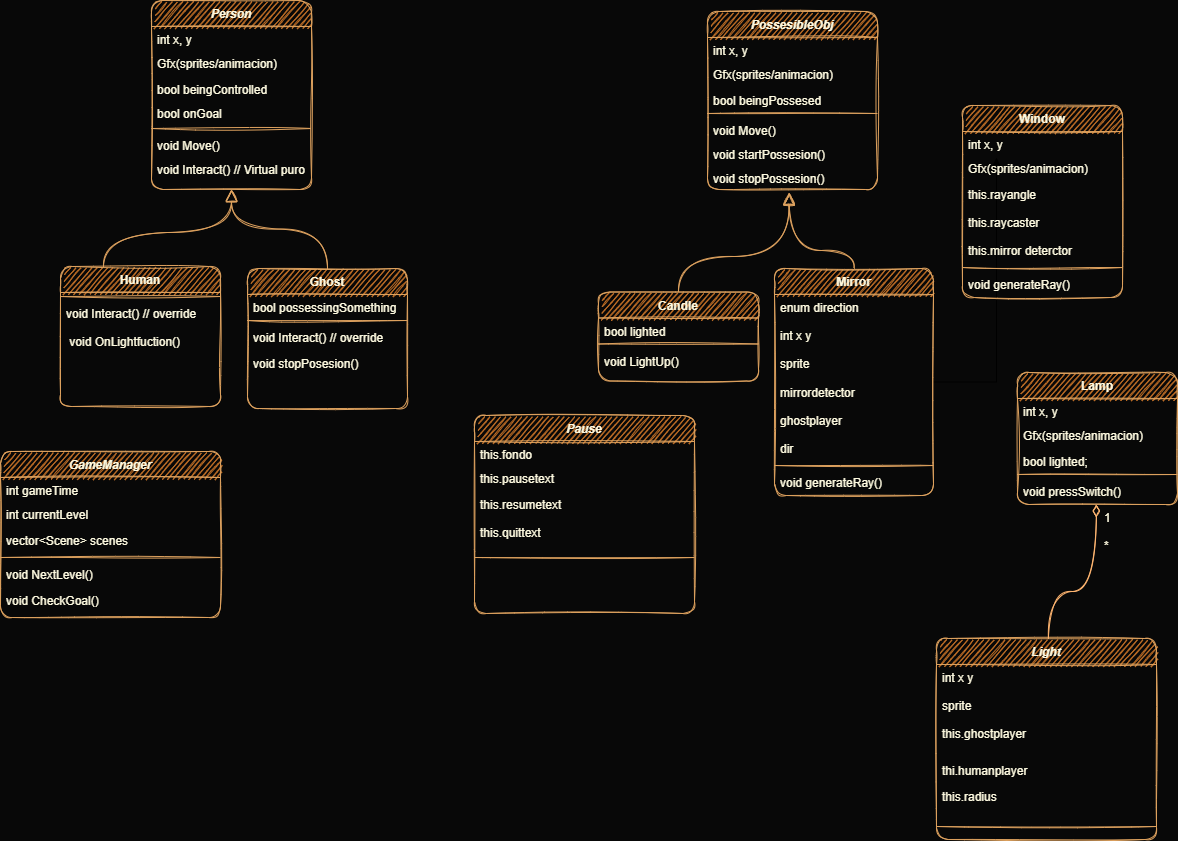 Person
int x, y
Gfx(sprites/animacion)
bool beingControlled
bool onGoal
void Move()
void Interact() // Virtual puro
PossesibleObj
int x, y
Gfx(sprites/animacion)
bool beingPossesed
void Move()
void startPossesion()
void stopPossesion()
Window
int x, y
Gfx(sprites/animacion)
this.rayangle
this.raycaster
this.mirror deterctor
void generateRay()
Human
void Interact() // override
void OnLightfuction()
Ghost
bool possessingSomething
void Interact() // override
void stopPosesion()
Candle
bool lighted
void LightUp()
Mirror
enum direction
int x y
sprite
mirrordetector
ghostplayer
dir
void generateRay()
Lamp
int x, y
Gfx(sprites/animacion)
bool lighted;
void pressSwitch()
1
*
GameManager
int gameTime
int currentLevel
vector<Scene> scenes
void NextLevel()
void CheckGoal()
Pause
this.fondo
this.pausetext
this.resumetext
this.quittext
Light
int x y
sprite
this.ghostplayer
thi.humanplayer
this.radius